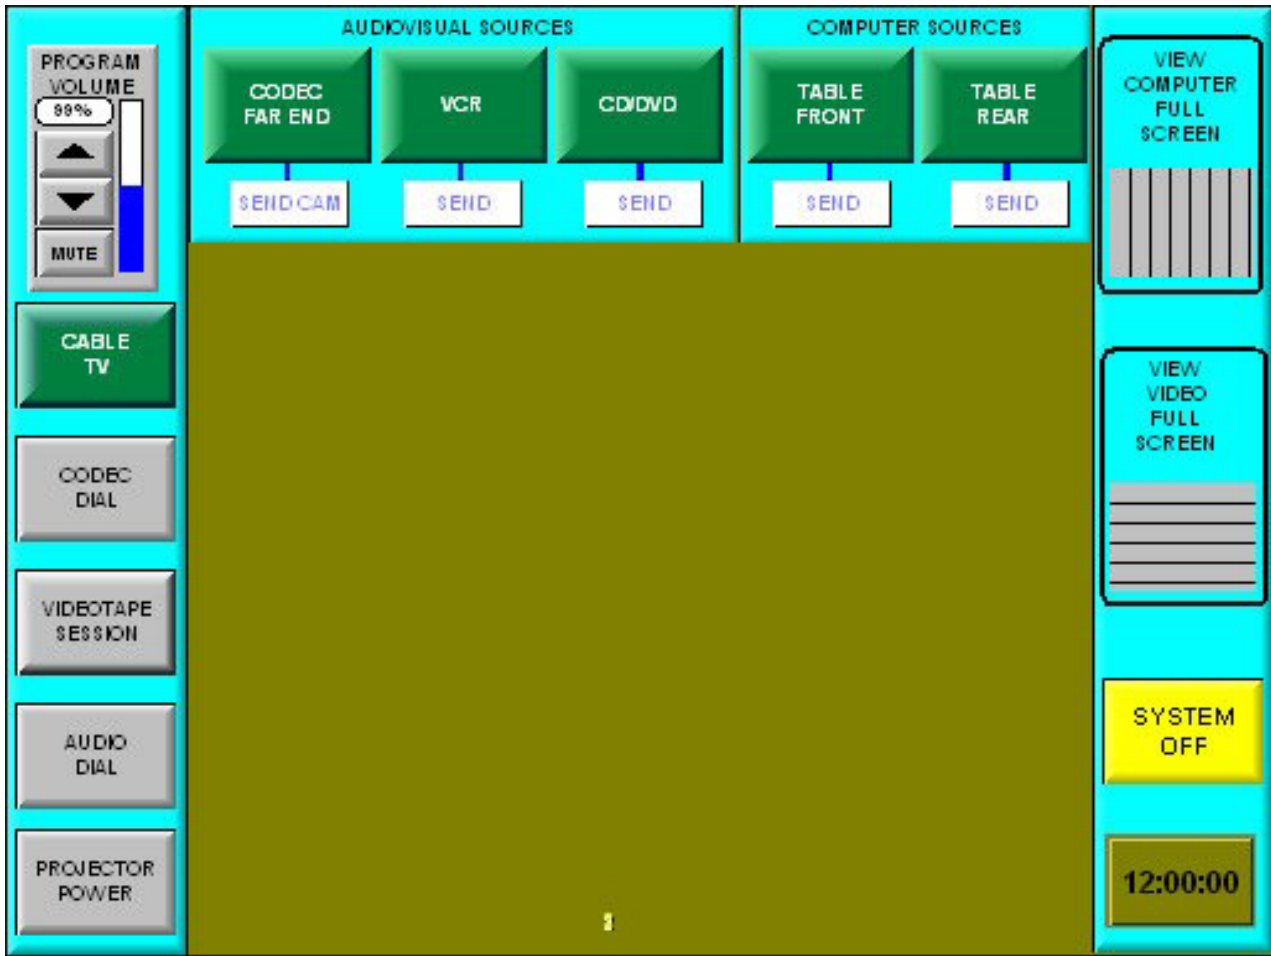 AUDIOVISUAL SOURCES
COMPUTER SOURCES
PROGRAM
VOLUME
99%
MUTE
CODEC
FAR END
VCR
CD/DVD
TABLE
FRONT
TABLE
REAR
SEND CAM
SEND
SEND
SEND
SEND
VIEW
COMPUTER
FULL
SCREEN
CABLE
TV
CODEC
DIAL
VIDEOTAPE
SESSION
AUDIO
DIAL
PROJECTOR
POWER
VIEW
VIDEO
FULL
SCREEN
SYSTEM
OFF
12:00:00